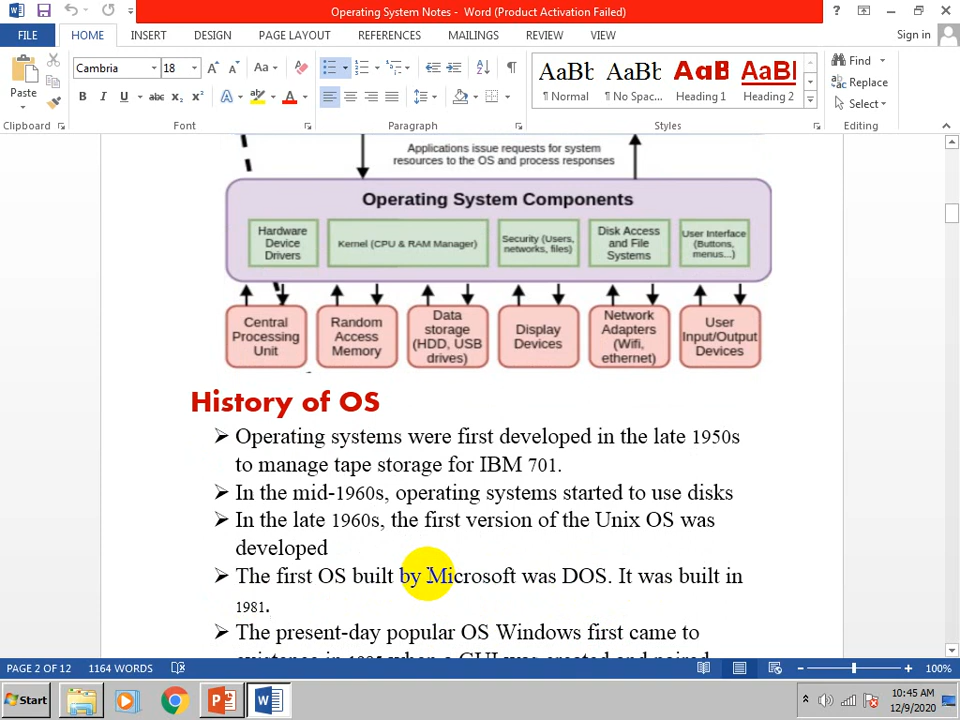 Operating System Notes - Word (Product Activation Failed)
?
FILE
HOME
INSERT
DESIGN
PAGE LAYOUT
REFERENCES
MAILINGS
REVIEW
VIEW
Sign in
Paste
Cambria
18
Aa
B I U abc X₂ X²
A
A
AaBb AaBb AaB AaBl
¶ Normal
¶ No Spac...
Heading 1
Heading 2
Find
Replace
Select
Clipboard
Font
Paragraph
Styles
Editing
Applications issue requests for system
resources to the OS and process responses
Operating System Components
Hardware
Device
Drivers
Kernel (CPU & RAM Manager)
Security (Users,
networks, files)
Disk Access
and File
Systems
User Interface
(Buttons,
menus...)
Central
Processing
Unit
Random
Access
Memory
Data
storage
(HDD, USB
drives)
Display
Devices
Network
Adapters
(Wifi,
ethernet)
User
Input/Output
Devices
History of OS
Operating systems were first developed in the late 1950s
to manage tape storage for IBM 701.
In the mid-1960s, operating systems started to use disks
In the late 1960s, the first version of the Unix OS was
developed
The first OS built by Microsoft was DOS. It was built in
1981.
The present-day popular OS Windows first came to
PAGE 2 OF 12
1164 WORDS
100%
Start
10:45 AM
12/9/2020